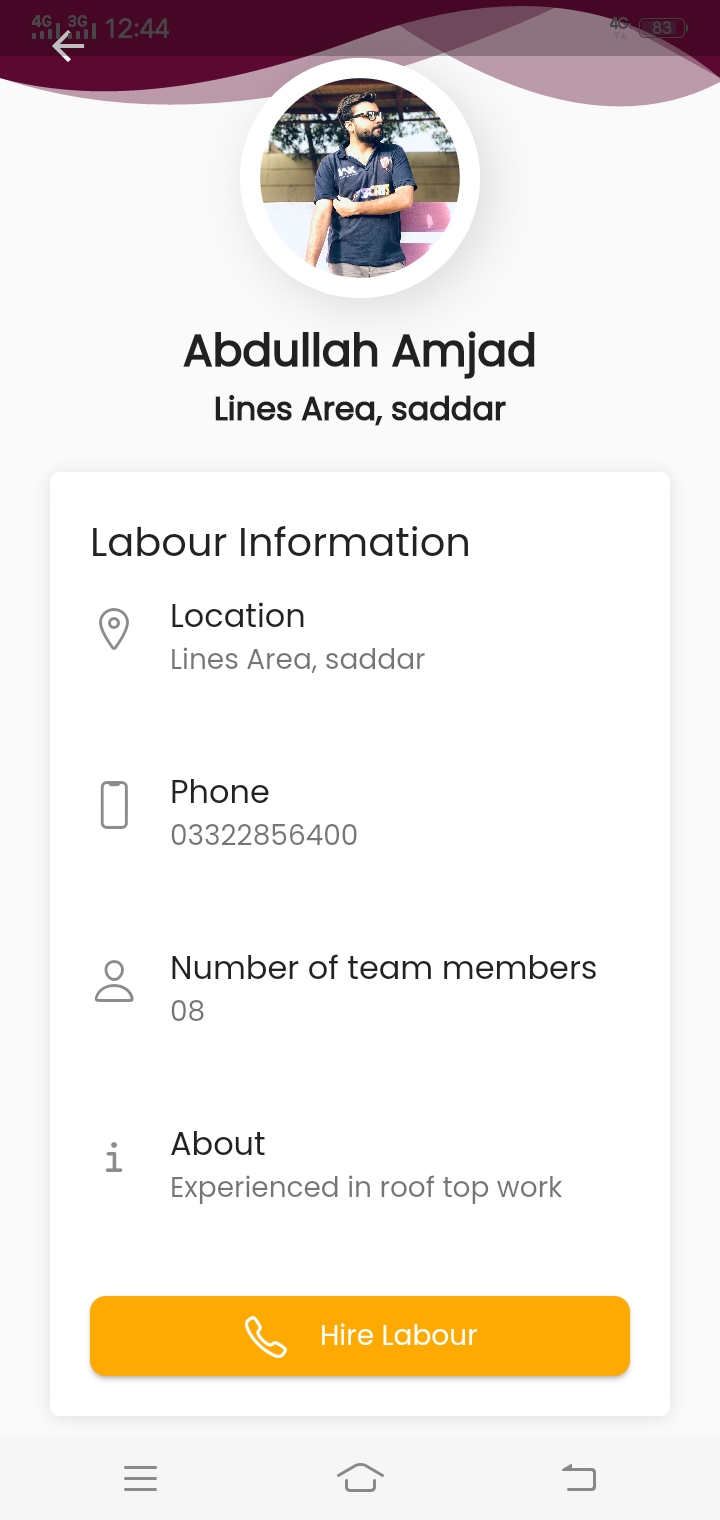 4G 3G 12:44 4G 83
Abdullah Amjad
Lines Area, saddar
Labour Information
Location
Lines Area, saddar
Phone
03322856400
Number of team members
08
About
Experienced in roof top work
Hire Labour